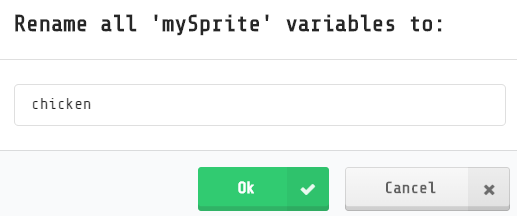 Rename all 'mySprite' variables to:
chicken
Ok
Cancel